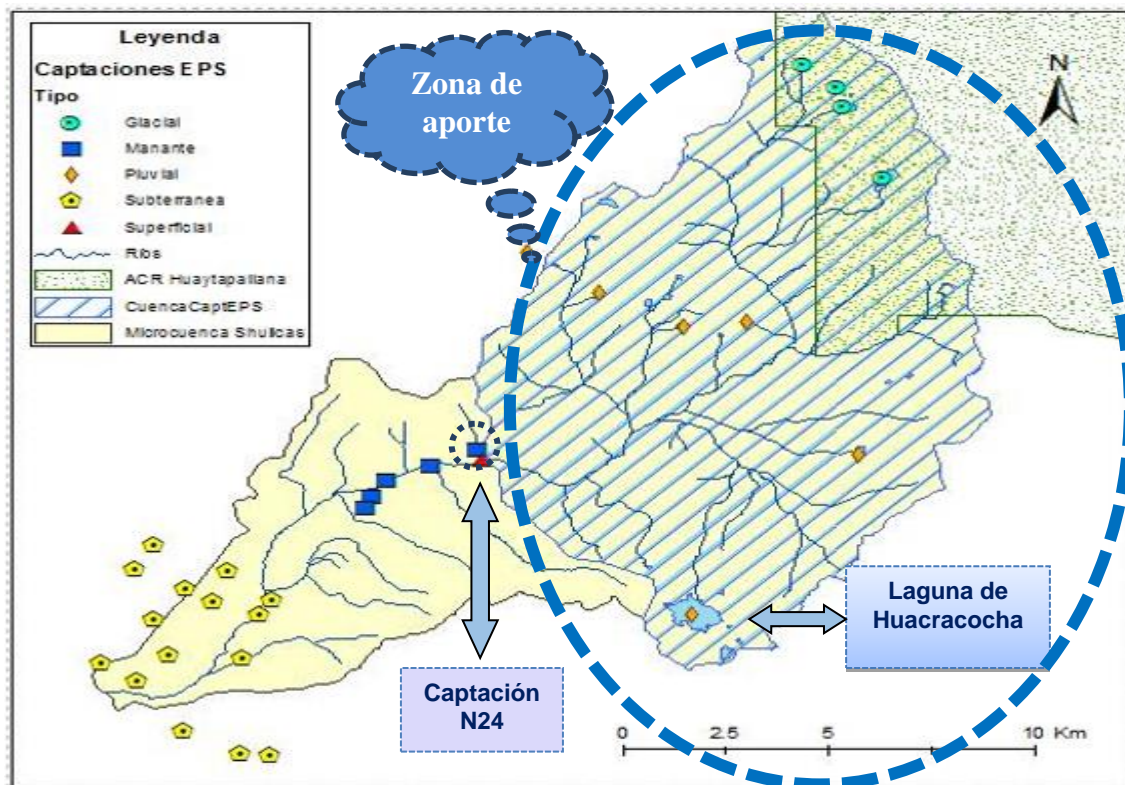 Leyenda
Captaciones EPS
Tipo
Glacial
Manante
Pluvial
Subterranea
Superficial
Ríos
ACR Huaytapallana
CuencaCaptEPS
Microcuenca Shullcas
Zona de
aporte
N
Laguna de
Huacracocha
Captación
N24
0 2.5 5 10 Km